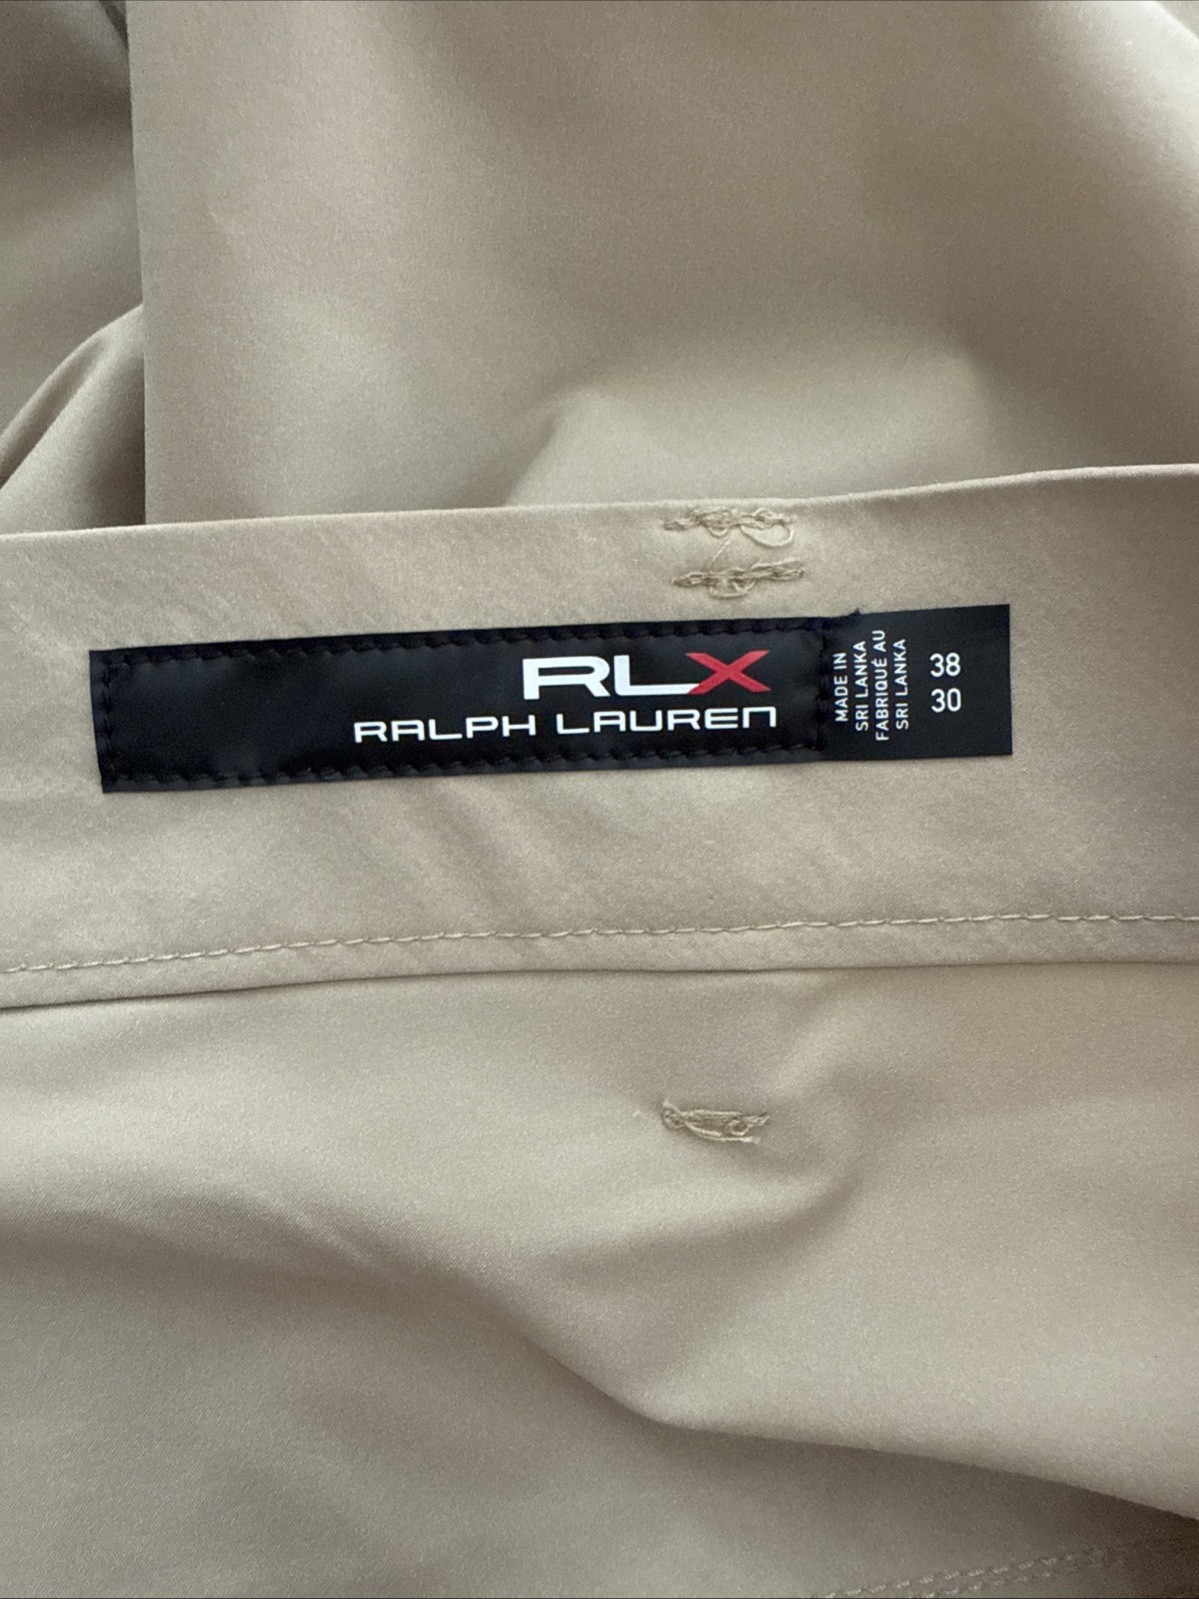 RLX
RALPH LAUREN
MADE IN
SRI LANKA
FABRIQUÉ AU
SRI LANKA
38
30